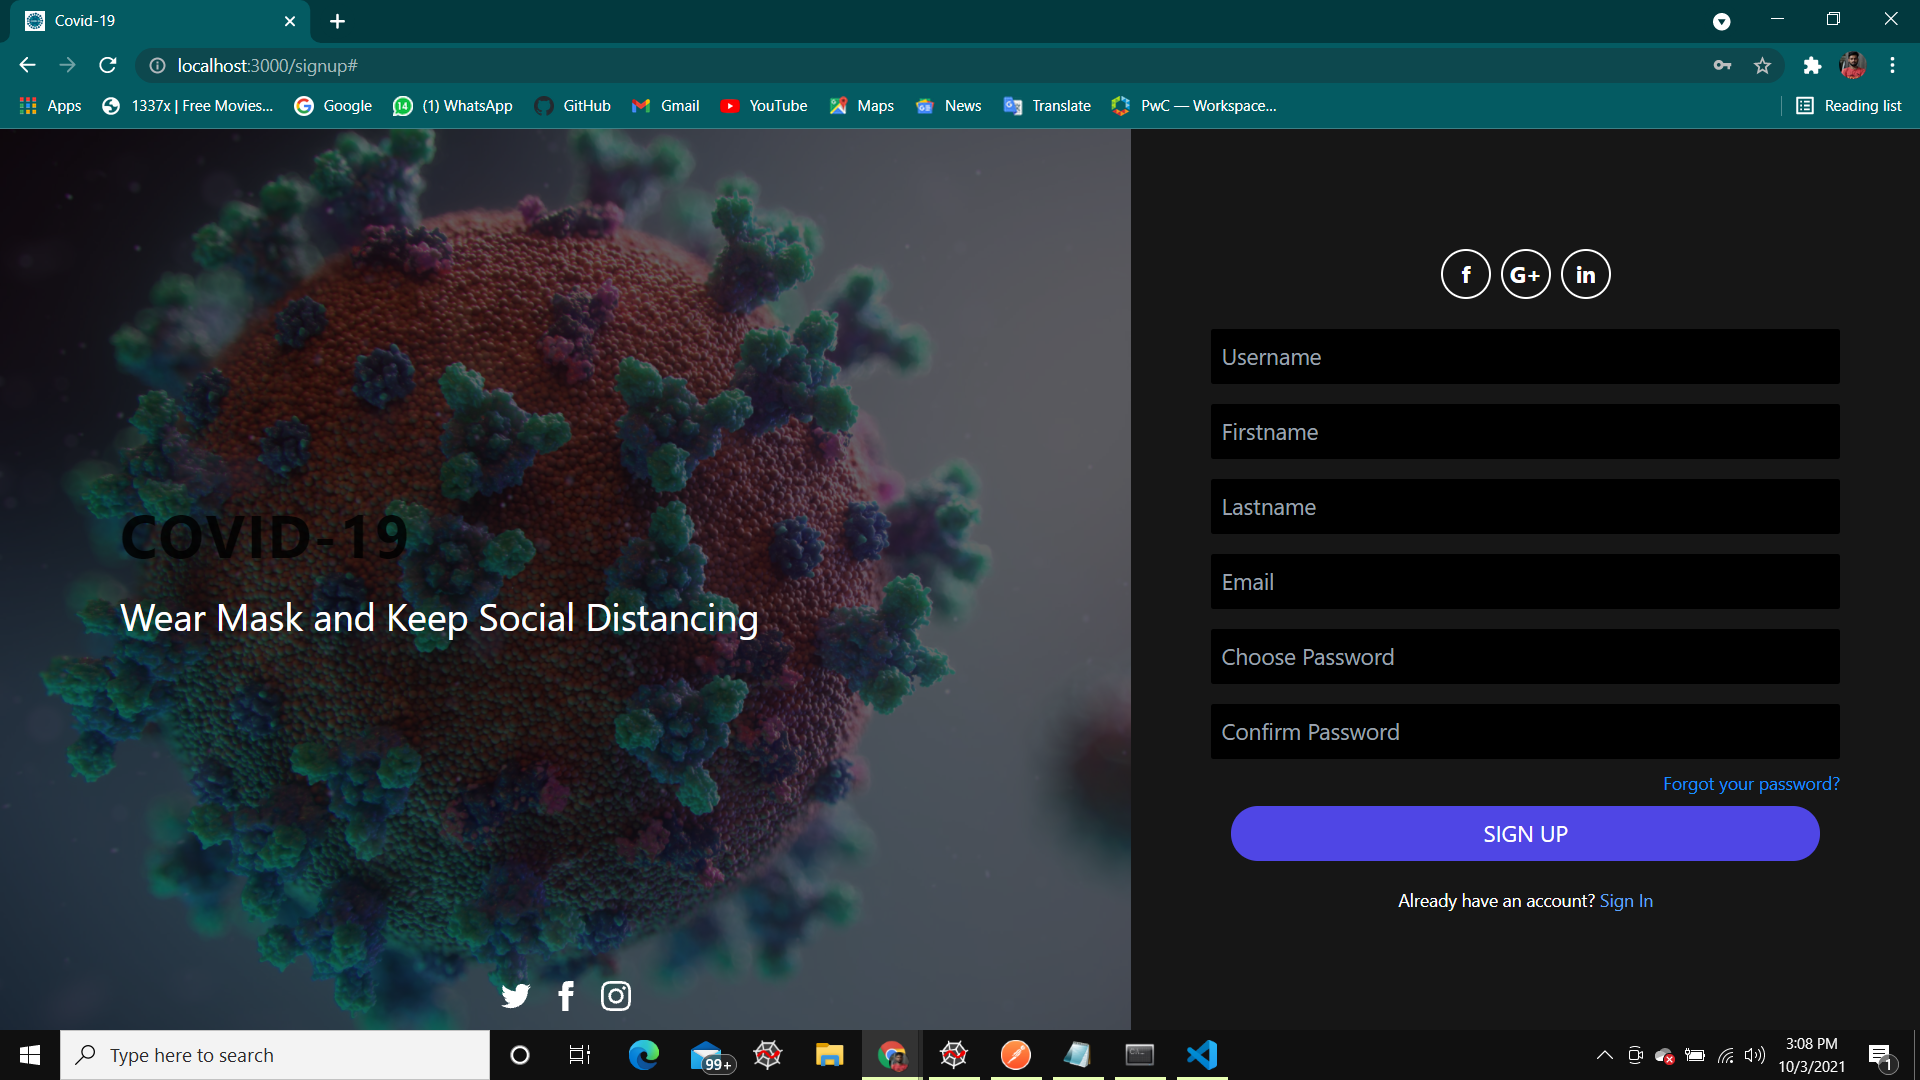 Covid-19
localhost:3000/signup#
Apps
1337x | Free Movies...
Google
14
(1) WhatsApp
GitHub
Gmail
YouTube
Maps
News
Translate
PwC — Workspace...
Reading list
COVID-19
Wear Mask and Keep Social Distancing
f
G+
in
Username
Firstname
Lastname
Email
Choose Password
Confirm Password
Forgot your password?
SIGN UP
Already have an account? Sign In
Type here to search
99+
3:08 PM
10/3/2021
1